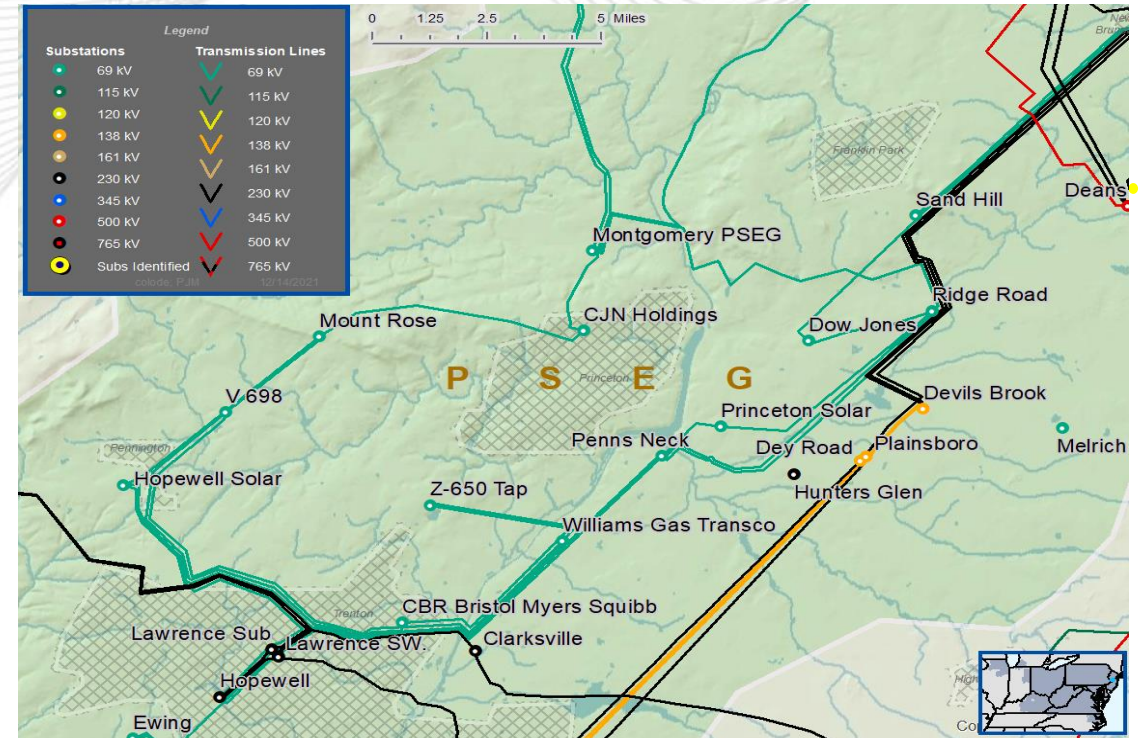 Legend
Substations
Transmission Lines
69 kV
69 kV
115 kV
115 kV
120 kV
120 kV
138 kV
138 kV
161 kV
161 kV
230 kV
230 kV
345 kV
345 kV
500 kV
500 kV
765 kV
765 kV
Subs Identified
PJM
12/14/2021
0 1.25 2.5 5 Miles
Franklin Park
Sand Hill
Deans
Montgomery PSEG
Ridge Road
CJN Holdings
Dow Jones
Mount Rose
P S E G
Princeton
Devils Brook
V 698
Princeton Solar
Pennington
Penns Neck
Dey Road
Plainsboro
Melrich
Hopewell Solar
Z-650 Tap
Hunters Glen
Williams Gas Transco
Trenton
CBR Bristol Myers Squibb
Lawrence Sub
Lawrence SW.
Clarksville
Hopewell
Ewing